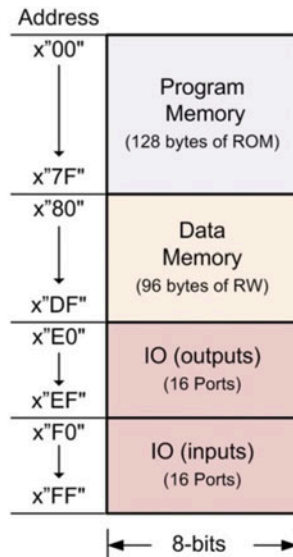 Address
x"00"
x"7F"
Program
Memory
(128 bytes of ROM)
x"80"
x"DF"
Data
Memory
(96 bytes of RW)
x"E0"
x"EF"
IO (outputs)
(16 Ports)
x"F0"
x"FF"
IO (inputs)
(16 Ports)
8-bits